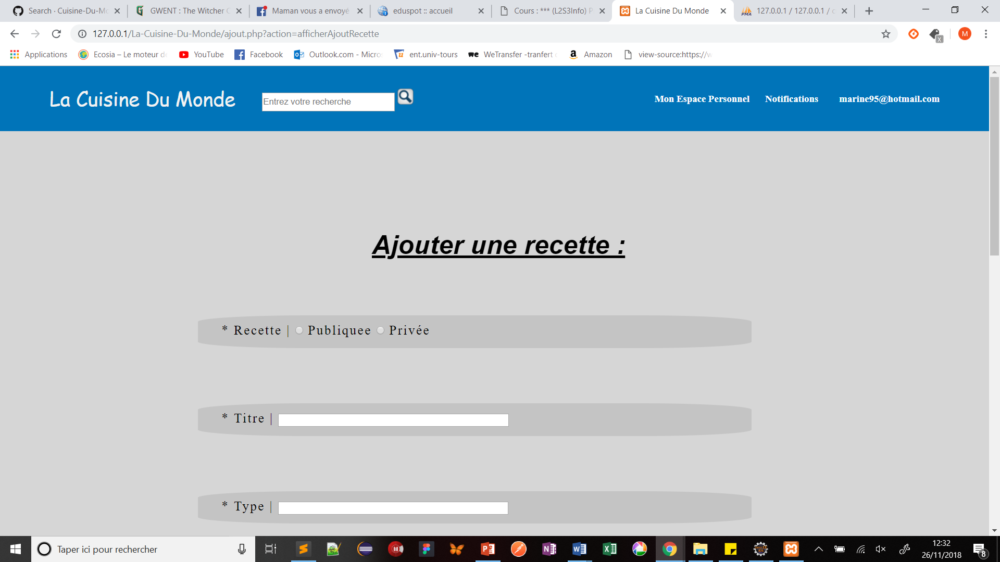 Search · Cuisine-Du-Mo
GWENT : The Witcher C
Maman vous a envoyé
eduspot :: accueil
Cours : *** (L2S3Info) P
La Cuisine Du Monde
127.0.0.1 / 127.0.0.1 / c
127.0.0.1/La-Cuisine-Du-Monde/ajout.php?action=afficherAjoutRecette
M
Applications
Ecosia – Le moteur de
YouTube
Facebook
Outlook.com - Micros
ent.univ-tours
WeTransfer -tranfert d
Amazon
view-source:https://w
La Cuisine Du Monde
Entrez votre recherche
Mon Espace Personnel
Notifications
marine95@hotmail.com
Ajouter une recette :
* Recette | Publiquee Privée
* Titre |
* Type |
Taper ici pour rechercher
12:32
26/11/2018
8